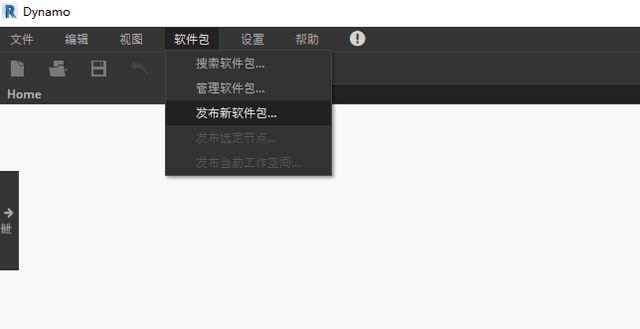 Dynamo
文件 编辑 视图 软件包 设置 帮助
搜索软件包...
管理软件包...
Home
发布新软件包...
发布选定节点...
发布当前工作空间...
库